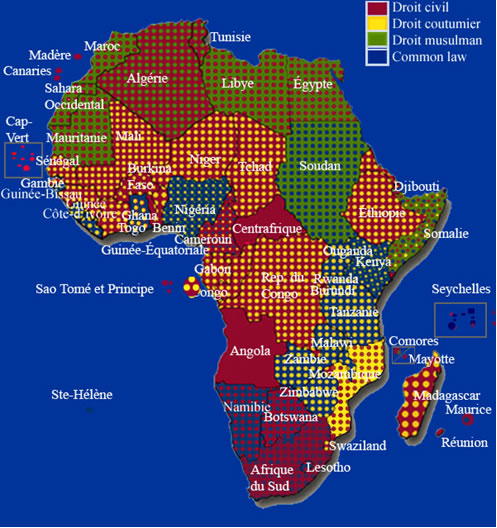 Droit civil
Droit coutumier
Droit musulman
Common law
Tunisie
Maroc
Madère
Canaries
Algérie
Libye
Égypte
Sahara
Occidental
Cap-
Vert
Mauritanie
Mali
Niger
Tchad
Soudan
Sénégal
Gambie
Guinée-Bissau
Burkina
Faso
Djibouti
Guinée
Côte-d'ivoire
Ghana
Togo
Benin
Nigéria
Éthiopie
Centrafrique
Somalie
Cameroun
Guinée-Équatoriale
Ouganda
Kenya
Gabon
Sao Tomé et Principe
Congo
Rep. du
Congo
Rwanda
Burundi
Seychelles
Tanzanie
Comores
Mayotte
Angola
Malawi
Zambie
Mozambique
Madagascar
Maurice
Ste-Hélène
Zimbabwe
Namibie
Botswana
Réunion
Swaziland
Lesotho
Afrique
du Sud